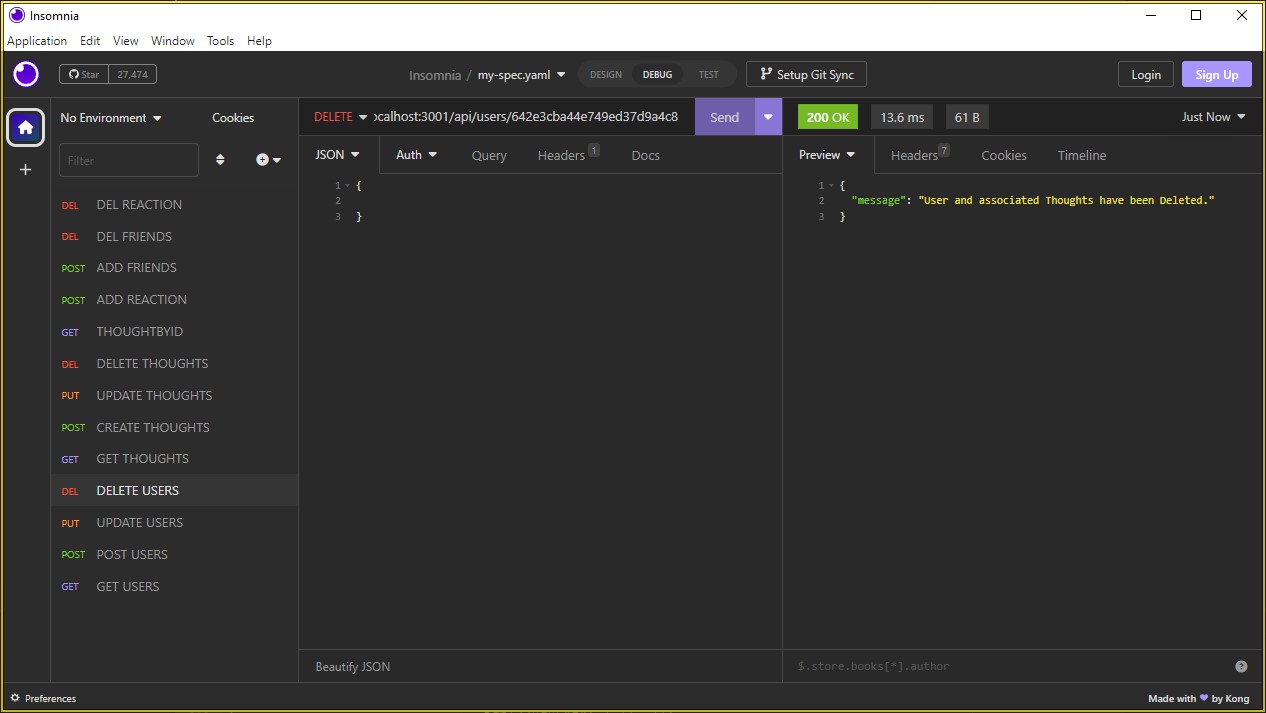 Insomnia
Application Edit View Window Tools Help
Star 27,474 Insomnia / my-spec.yaml DESIGN DEBUG TEST Setup Git Sync Login Sign Up
No Environment Cookies
Filter
DEL DEL REACTION
DEL DEL FRIENDS
POST ADD FRIENDS
POST ADD REACTION
GET THOUGHTBYID
DEL DELETE THOUGHTS
PUT UPDATE THOUGHTS
POST CREATE THOUGHTS
GET GET THOUGHTS
DEL DELETE USERS
PUT UPDATE USERS
POST POST USERS
GET GET USERS
DELETE ocalhost:3001/api/users/642e3cba44e749ed37d9a4c8 Send
JSON Auth Query Headers 1 Docs
1 {
2
3 }
Beautify JSON
200 OK 13.6 ms 61 B Just Now
Preview Headers 7 Cookies Timeline
1 {
2 "message": "User and associated Thoughts have been Deleted."
3 }
$.store.books[*].author ?
Preferences
Made with ♥ by Kong